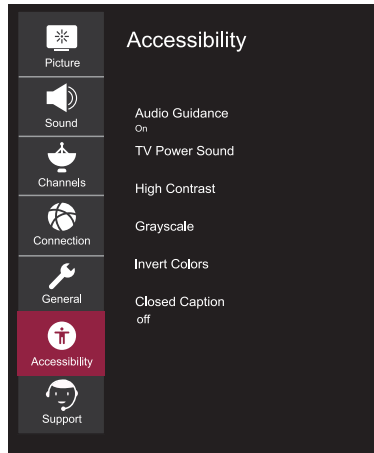 Accessibility
Picture
Sound
Channels
Connection
General
Accessibility
Support
Audio Guidance
On
TV Power Sound
High Contrast
Grayscale
Invert Colors
Closed Caption
off